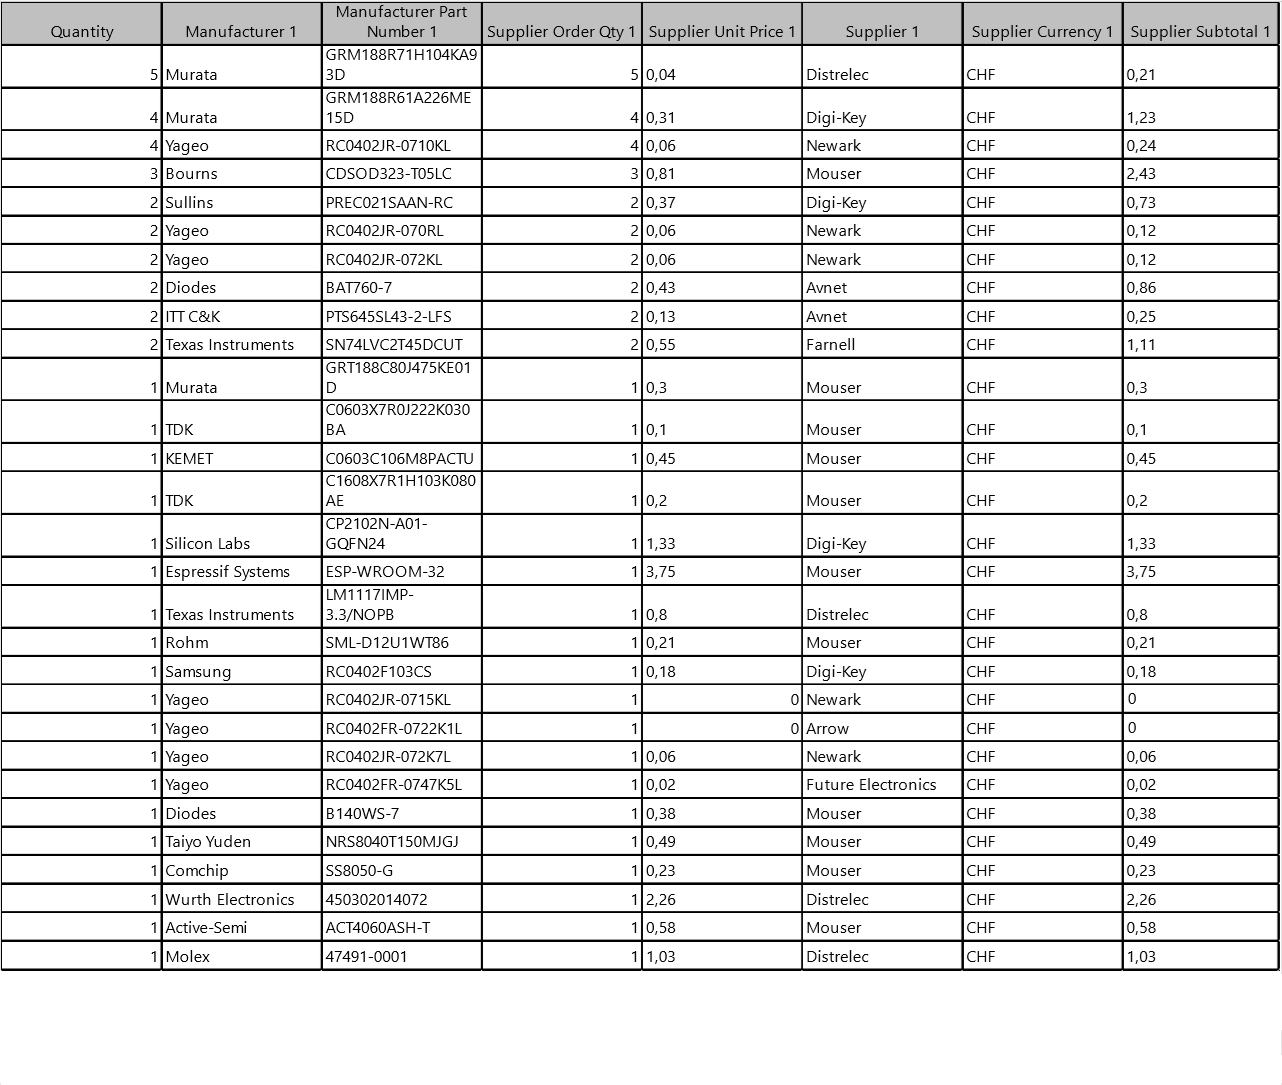 Quantity Manufacturer 1 Manufacturer Part Number 1 Supplier Order Qty 1 Supplier Unit Price 1 Supplier 1 Supplier Currency 1 Supplier Subtotal 1
5 Murata GRM188R71H104KA93D 5 0,04 Distrelec CHF 0,21
4 Murata GRM188R61A226ME15D 4 0,31 Digi-Key CHF 1,23
4 Yageo RC0402JR-0710KL 4 0,06 Newark CHF 0,24
3 Bourns CDSOD323-T05LC 3 0,81 Mouser CHF 2,43
2 Sullins PREC021SAAN-RC 2 0,37 Digi-Key CHF 0,73
2 Yageo RC0402JR-070RL 2 0,06 Newark CHF 0,12
2 Yageo RC0402JR-072KL 2 0,06 Newark CHF 0,12
2 Diodes BAT760-7 2 0,43 Avnet CHF 0,86
2 ITT C&K PTS645SL43-2-LFS 2 0,13 Avnet CHF 0,25
2 Texas Instruments SN74LVC2T45DCUT 2 0,55 Farnell CHF 1,11
1 Murata GRT188C80J475KE01D 1 0,3 Mouser CHF 0,3
1 TDK C0603X7R0J222K030BA 1 0,1 Mouser CHF 0,1
1 KEMET C0603C106M8PACTU 1 0,45 Mouser CHF 0,45
1 TDK C1608X7R1H103K080AE 1 0,2 Mouser CHF 0,2
1 Silicon Labs CP2102N-A01-GQFN24 1 1,33 Digi-Key CHF 1,33
1 Espressif Systems ESP-WROOM-32 1 3,75 Mouser CHF 3,75
1 Texas Instruments LM1117IMP-3.3/NOPB 1 0,8 Distrelec CHF 0,8
1 Rohm SML-D12U1WT86 1 0,21 Mouser CHF 0,21
1 Samsung RC0402F103CS 1 0,18 Digi-Key CHF 0,18
1 Yageo RC0402JR-0715KL 1 0 Newark CHF 0
1 Yageo RC0402FR-0722K1L 1 0 Arrow CHF 0
1 Yageo RC0402JR-072K7L 1 0,06 Newark CHF 0,06
1 Yageo RC0402FR-0747K5L 1 0,02 Future Electronics CHF 0,02
1 Diodes B140WS-7 1 0,38 Mouser CHF 0,38
1 Taiyo Yuden NRS8040T150MJGJ 1 0,49 Mouser CHF 0,49
1 Comchip SS8050-G 1 0,23 Mouser CHF 0,23
1 Wurth Electronics 450302014072 1 2,26 Distrelec CHF 2,26
1 Active-Semi ACT4060ASH-T 1 0,58 Mouser CHF 0,58
1 Molex 47491-0001 1 1,03 Distrelec CHF 1,03